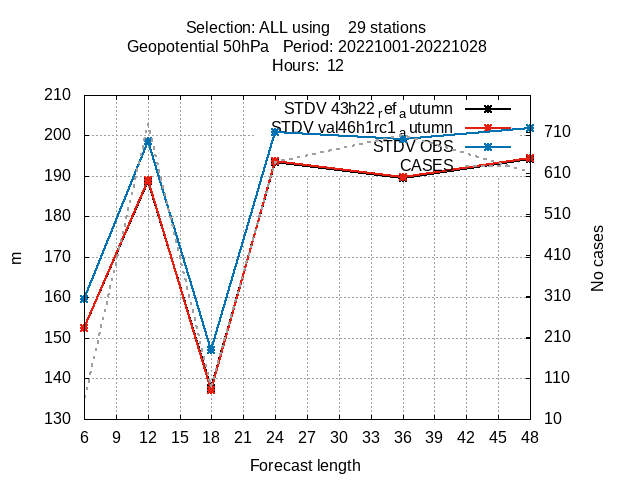 Selection: ALL using 29 stations
Geopotential 50hPa Period: 20221001-20221028
Hours: 12
210
200
190
180
170
160
150
140
130
m
STDV 43h22ref_autumn
STDV val46h1rc1_autumn
STDV OBS
CASES
710
610
510
410
310
210
110
10
No cases
6 9 12 15 18 21 24 27 30 33 36 39 42 45 48
Forecast length